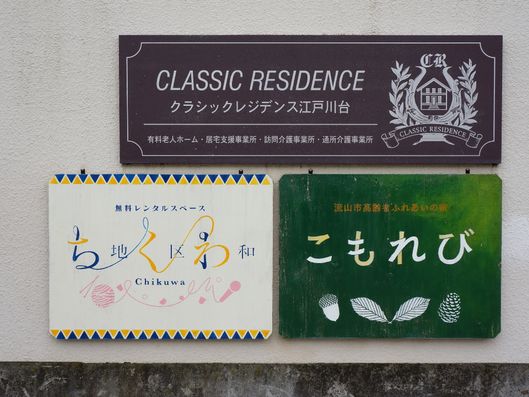 CR
CLASSIC RESIDENCE
クラシックレジデンス江戸川台
有料老人ホーム・居宅支援事業所・訪問介護事業所・通所介護事業所
CLASSIC RESIDENCE
無料レンタルスペース
ち地く区わ和
Chikuwa
流山市高齢者ふれあいの家
こもれび